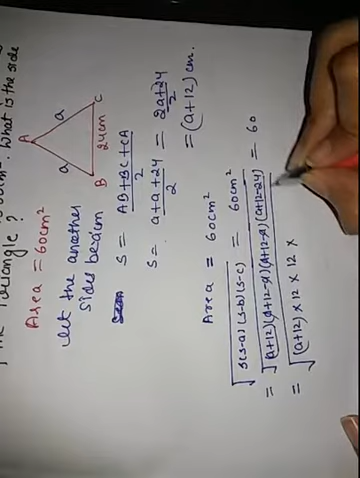 What is the side
triangle?
Area = 60cm²
let the another
sides be a cm
A
a
a
B
C
24cm
S = AB+BC+CA / 2
S = a+a+24 / 2 = 2a+24 / 2
= (a+12) cm.
Area = 60cm²
√s(s-a)(s-b)(s-c) = 60cm²
= √(a+12)(a+12-a)(a+12-a)(a+12-24) = 60
= √(a+12)×12×12×